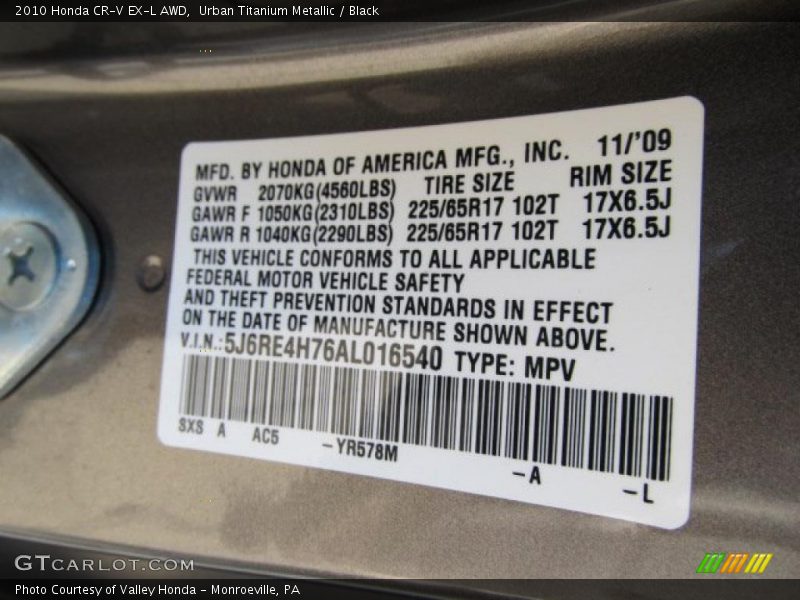 2010 Honda CR-V EX-L AWD, Urban Titanium Metallic / Black
MFD. BY HONDA OF AMERICA MFG., INC. 11/'09
GVWR 2070KG(4560LBS) TIRE SIZE RIM SIZE
GAWR F 1050KG(2310LBS) 225/65R17 102T 17X6.5J
GAWR R 1040KG(2290LBS) 225/65R17 102T 17X6.5J
THIS VEHICLE CONFORMS TO ALL APPLICABLE
FEDERAL MOTOR VEHICLE SAFETY
AND THEFT PREVENTION STANDARDS IN EFFECT
ON THE DATE OF MANUFACTURE SHOWN ABOVE.
V.I.N.:5J6RE4H76AL016540 TYPE: MPV
SXS A AC5 -YR578M -A -L
GTCARLOT.COM
Photo Courtesy of Valley Honda - Monroeville, PA